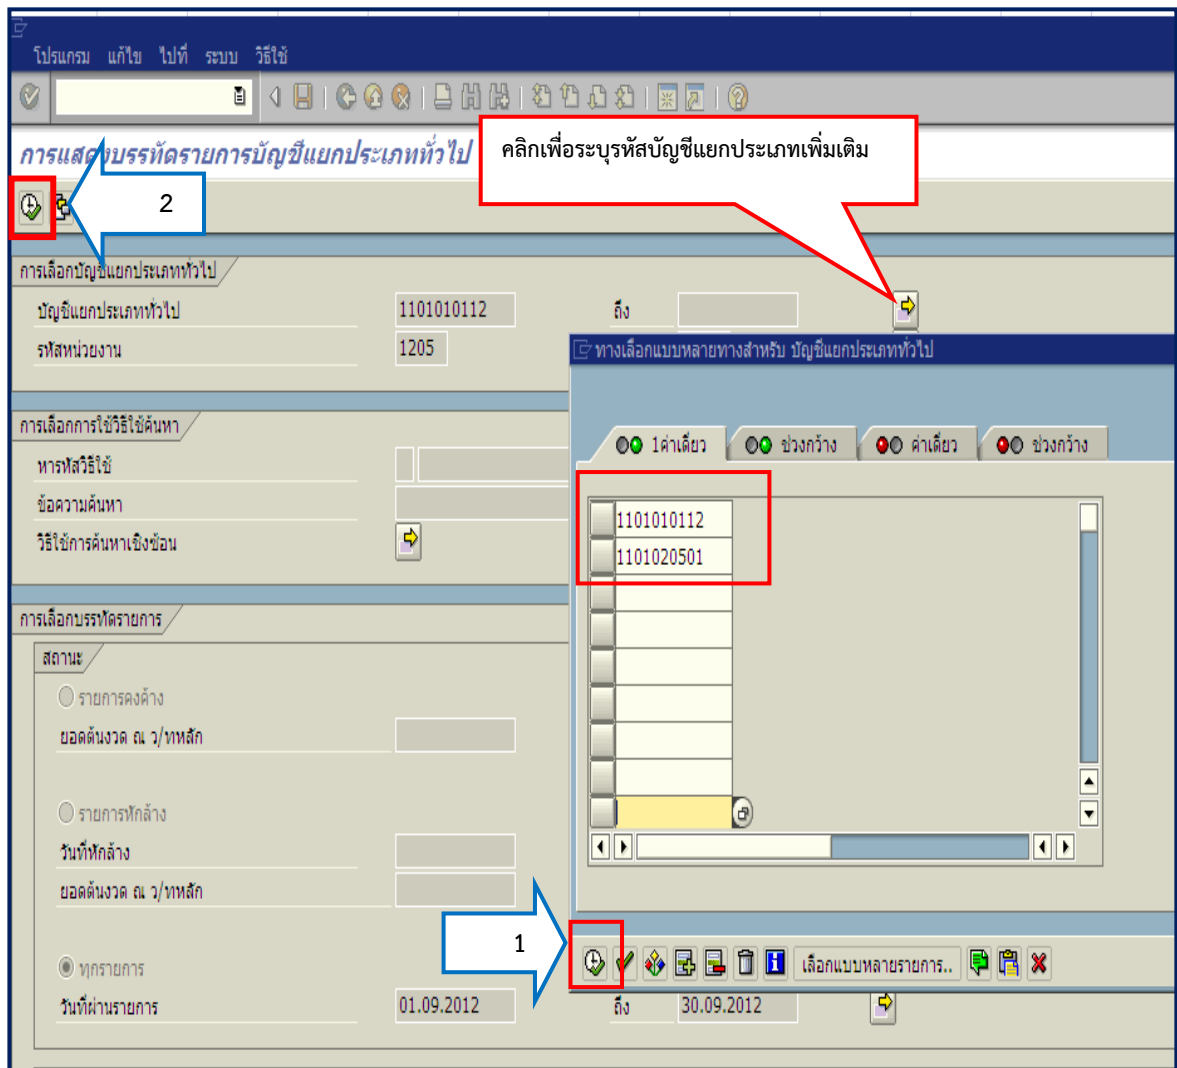 โปรแกรม แก้ไข ไปที่ ระบบ วิธีใช้
การแสดงบรรทัดรายการบัญชีแยกประเภททั่วไป
คลิกเพื่อระบุรหัสบัญชีแยกประเภทเพิ่มเติม
2
การเลือกบัญชีแยกประเภททั่วไป
บัญชีแยกประเภททั่วไป 1101010112 ถึง
รหัสหน่วยงาน 1205
ทางเลือกแบบหลายทางสำหรับ บัญชีแยกประเภททั่วไป
การเลือกการใช้วิธีใช้ค้นหา
1ค่าเดียว ช่วงกว้าง ค่าเดียว ช่วงกว้าง
หารหัสวิธีใช้
ข้อความค้นหา
วิธีใช้การค้นหาเชิงซ้อน
1101010112
1101020501
การเลือกบรรทัดรายการ
สถานะ
รายการคงค้าง
ยอดต้นงวด ณ ว/ทหลัก
รายการหักล้าง
วันที่หักล้าง
ยอดต้นงวด ณ ว/ทหลัก
1
เลือกแบบหลายรายการ..
ทุกรายการ
วันที่ผ่านรายการ 01.09.2012 ถึง 30.09.2012